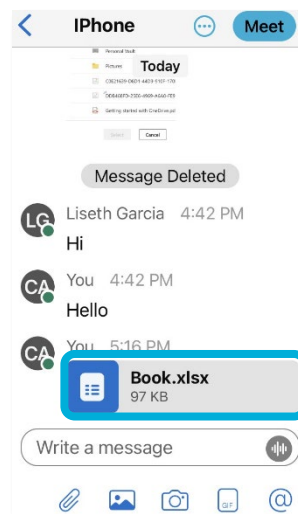 IPhone
Meet
Personal Vault
Pictures
Today
Getting started with OneDrive.pdf
Select
Cancel
Message Deleted
LG
Liseth Garcia 4:42 PM
Hi
CA
You 4:42 PM
Hello
CA
You 5:16 PM
Book.xlsx
97 KB
Write a message
GIF
@